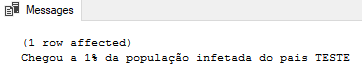 Messages
(1 row affected)
Chegou a 1% da população infetada do pais TESTE